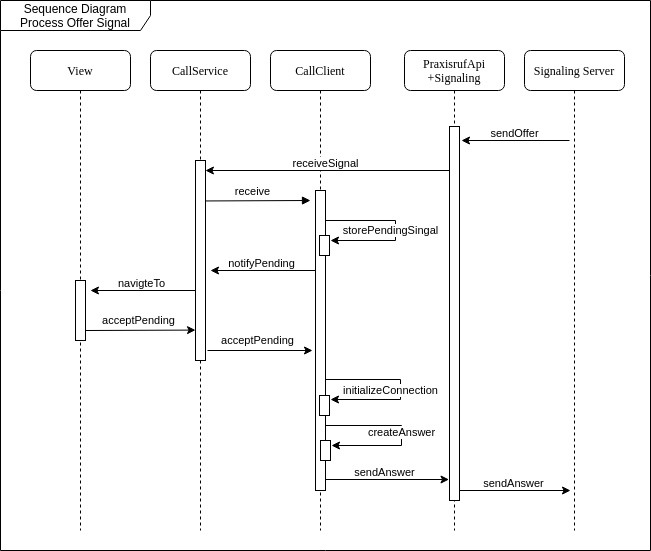 Sequence Diagram
Process Offer Signal
View
CallService
CallClient
PraxisrufApi
+Signaling
Signaling Server
sendOffer
receiveSignal
receive
storePendingSingal
notifyPending
navigteTo
acceptPending
acceptPending
initializeConnection
createAnswer
sendAnswer
sendAnswer